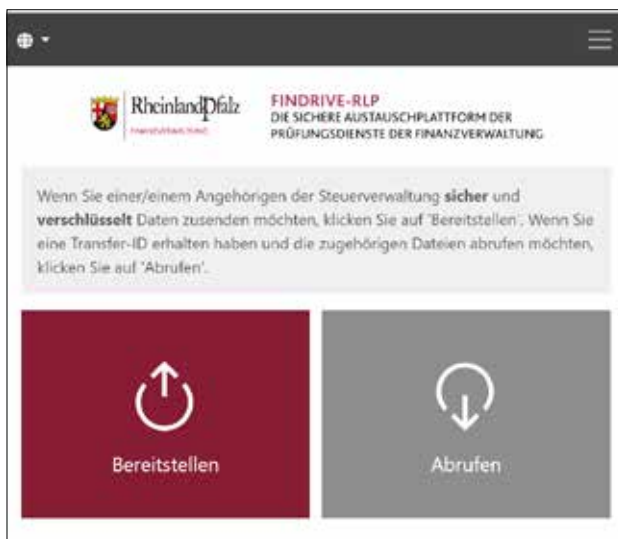 RheinlandPfalz
FINANZVERWALTUNG
FINDRIVE-RLP
DIE SICHERE AUSTAUSCHPLATTFORM DER
PRÜFUNGSDIENSTE DER FINANZVERWALTUNG
Wenn Sie einer/einem Angehörigen der Steuerverwaltung sicher und
verschlüsselt Daten zusenden möchten, klicken Sie auf 'Bereitstellen'. Wenn Sie
eine Transfer-ID erhalten haben und die zugehörigen Dateien abrufen möchten,
klicken Sie auf 'Abrufen'.
Bereitstellen
Abrufen